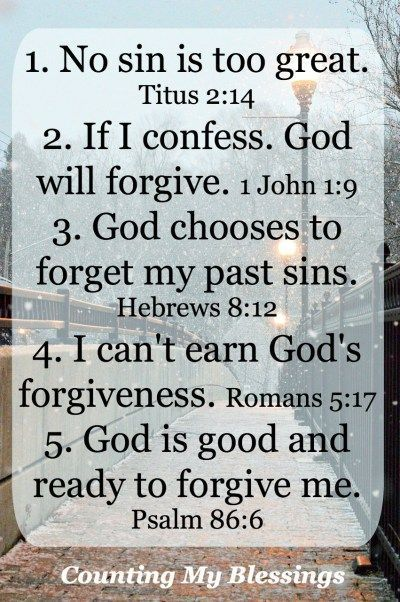 1. No sin is too great.
Titus 2:14
2. If I confess. God
will forgive. 1 John 1:9
3. God chooses to
forget my past sins.
Hebrews 8:12
4. I can't earn God's
forgiveness. Romans 5:17
5. God is good and
ready to forgive me.
Psalm 86:6
Counting My Blessings